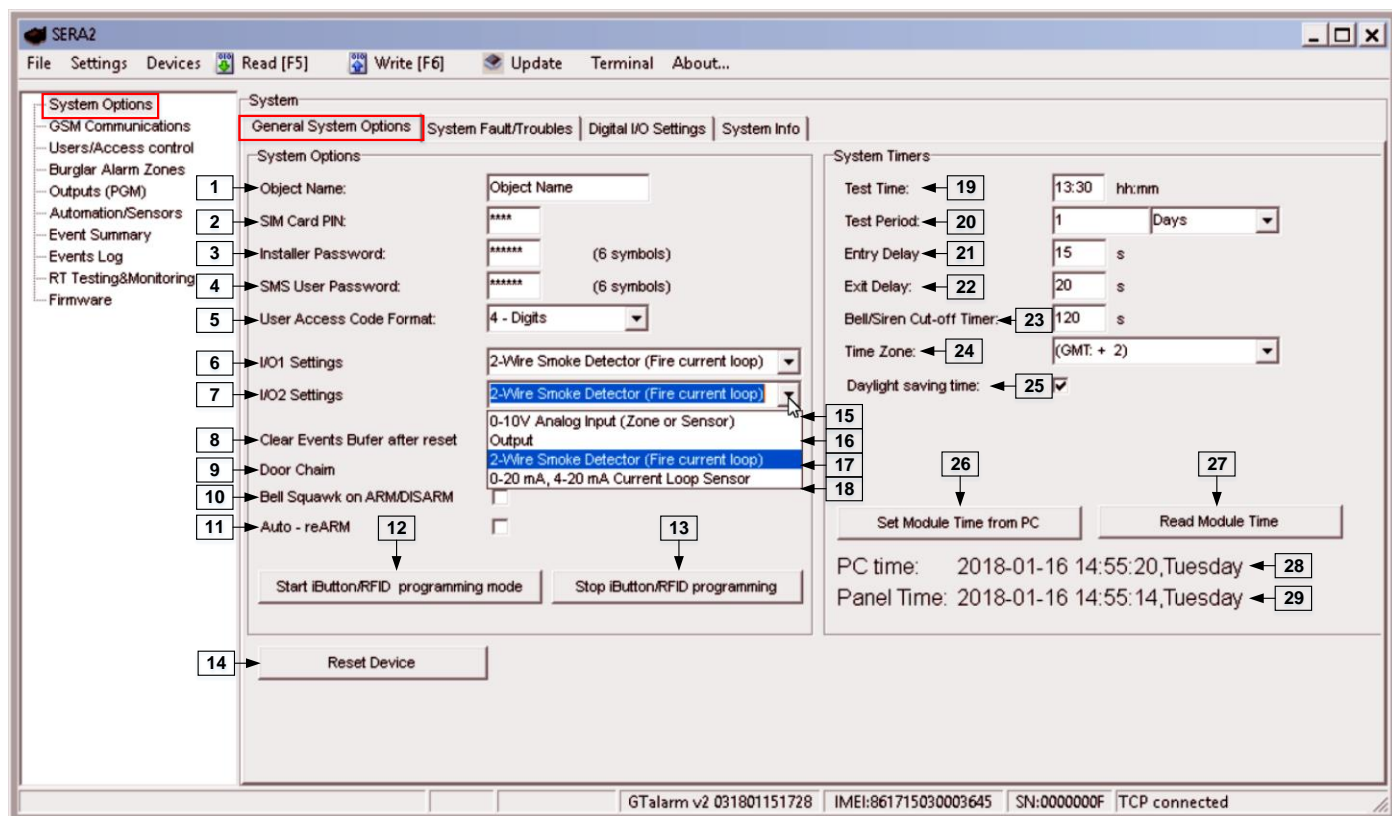 SERA2
File Settings Devices Read [F5] Write [F6] Update Terminal About...
System Options
GSM Communications
Users/Access control
Burglar Alarm Zones
Outputs (PGM)
Automation/Sensors
Event Summary
Events Log
RT Testing&Monitoring
Firmware
System
General System Options System Fault/Troubles Digital I/O Settings System Info
System Options
1 Object Name: Object Name
2 SIM Card PIN: ****
3 Installer Password: ****** (6 symbols)
4 SMS User Password: ****** (6 symbols)
5 User Access Code Format: 4 - Digits
6 I/O1 Settings 2-Wire Smoke Detector (Fire current loop)
7 I/O2 Settings 2-Wire Smoke Detector (Fire current loop)
0-10V Analog Input (Zone or Sensor) 15
8 Clear Events Bufer after reset Output 16
2-Wire Smoke Detector (Fire current loop) 17
9 Door Chaim
0-20 mA, 4-20 mA Current Loop Sensor 18
10 Bell Squawk on ARM/DISARM
11 Auto - reARM
12 13
Start iButton/RFID programming mode Stop iButton/RFID programming
14 Reset Device
System Timers
Test Time: 19 13:30 hh:mm
Test Period: 20 1 Days
Entry Delay 21 15 s
Exit Delay: 22 20 s
Bell/Siren Cut-off Timer: 23 120 s
Time Zone: 24 (GMT: + 2)
Daylight saving time: 25
26 27
Set Module Time from PC Read Module Time
PC time: 2018-01-16 14:55:20,Tuesday 28
Panel Time: 2018-01-16 14:55:14,Tuesday 29
GTalarm v2 031801151728 IMEI:861715030003645 SN:0000000F TCP connected